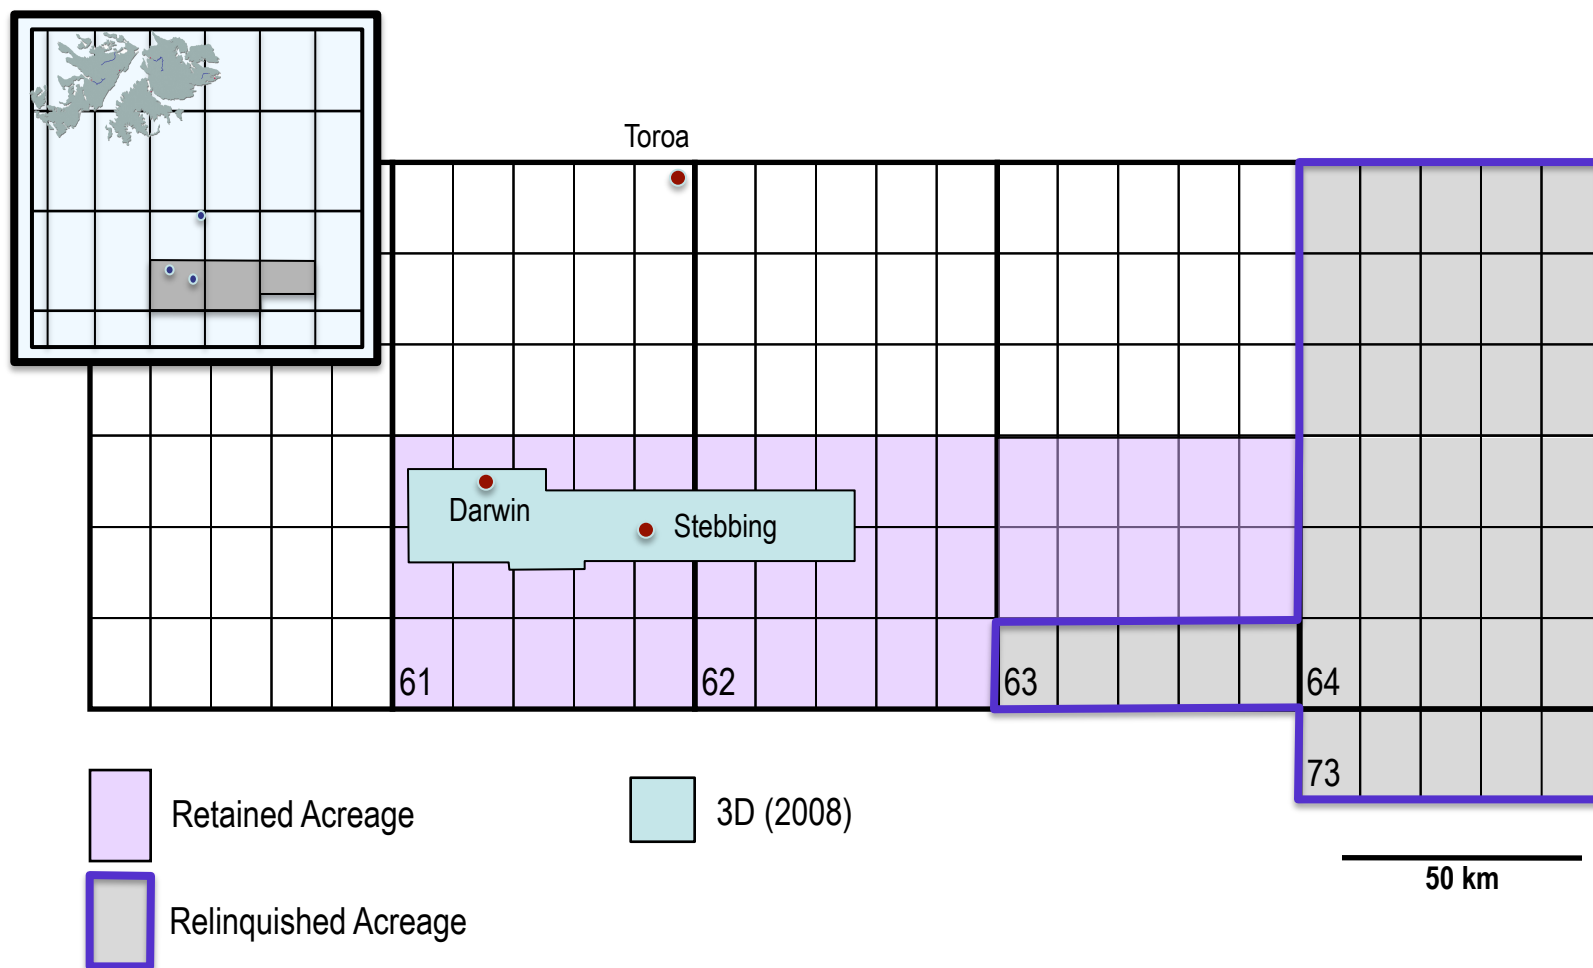 Toroa
Darwin
Stebbing
61
62
63
64
73
Retained Acreage
3D (2008)
50 km
Relinquished Acreage